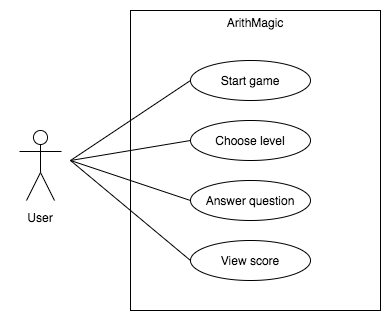 ArithMagic
Start game
Choose level
Answer question
View score
User